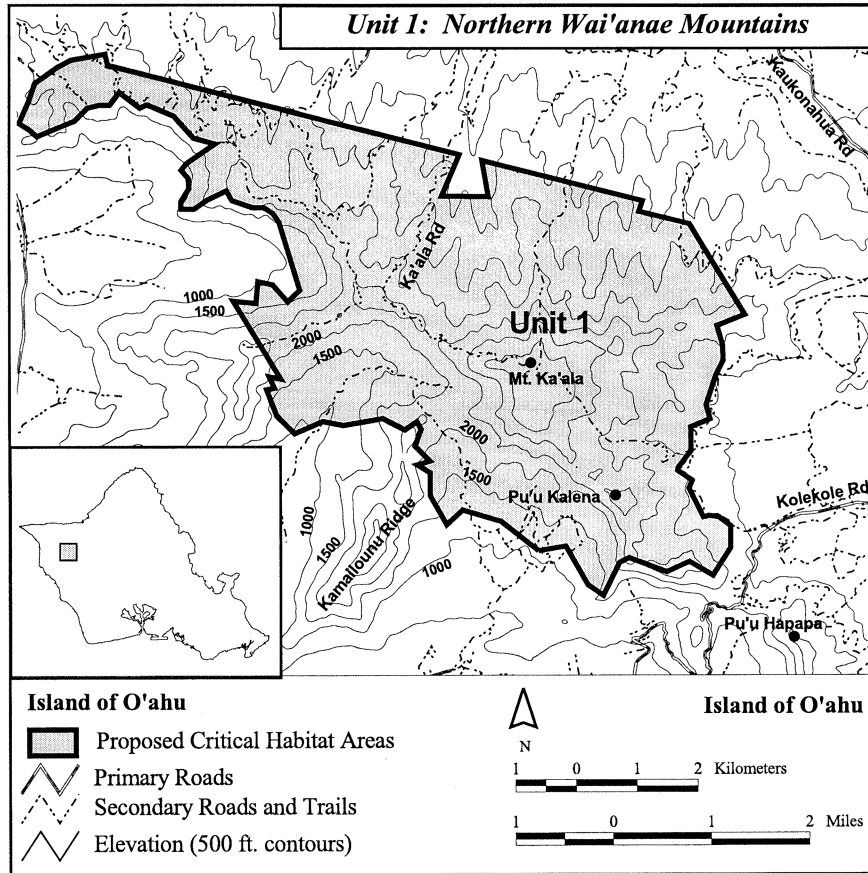 Unit 1: Northern Wai'anae Mountains
Kaukonahua Rd
Ka'ala Rd
1000
1500
Unit 1
2000
1500
Mt. Ka'ala
2000
1500
Pu'u Kalena
Kolekole Rd
1000
1500
Kamaileunu Ridge
1000
Pu'u Hapapa
Island of O'ahu
Proposed Critical Habitat Areas
Primary Roads
Secondary Roads and Trails
Elevation (500 ft. contours)
N
Island of O'ahu
1 0 1 2 Kilometers
1 0 1 2 Miles